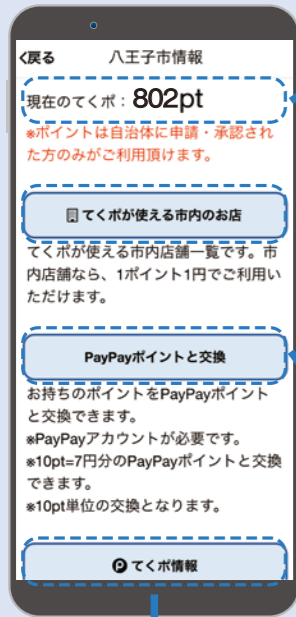 く戻る 八王子市情報
現在のてくポ：802pt
※ポイントは自治体に申請・承認され
た方のみがご利用頂けます。
てくポが使える市内のお店
てくポが使える市内店舗一覧です。市
内店舗なら、1ポイント1円でご利用い
ただけます。
PayPayポイントと交換
お持ちのポイントをPayPayポイント
と交換できます。
※PayPayアカウントが必要です。
※10pt=7円分のPayPayポイントと交換
できます。
※10pt単位の交換となります。
P てくポ情報